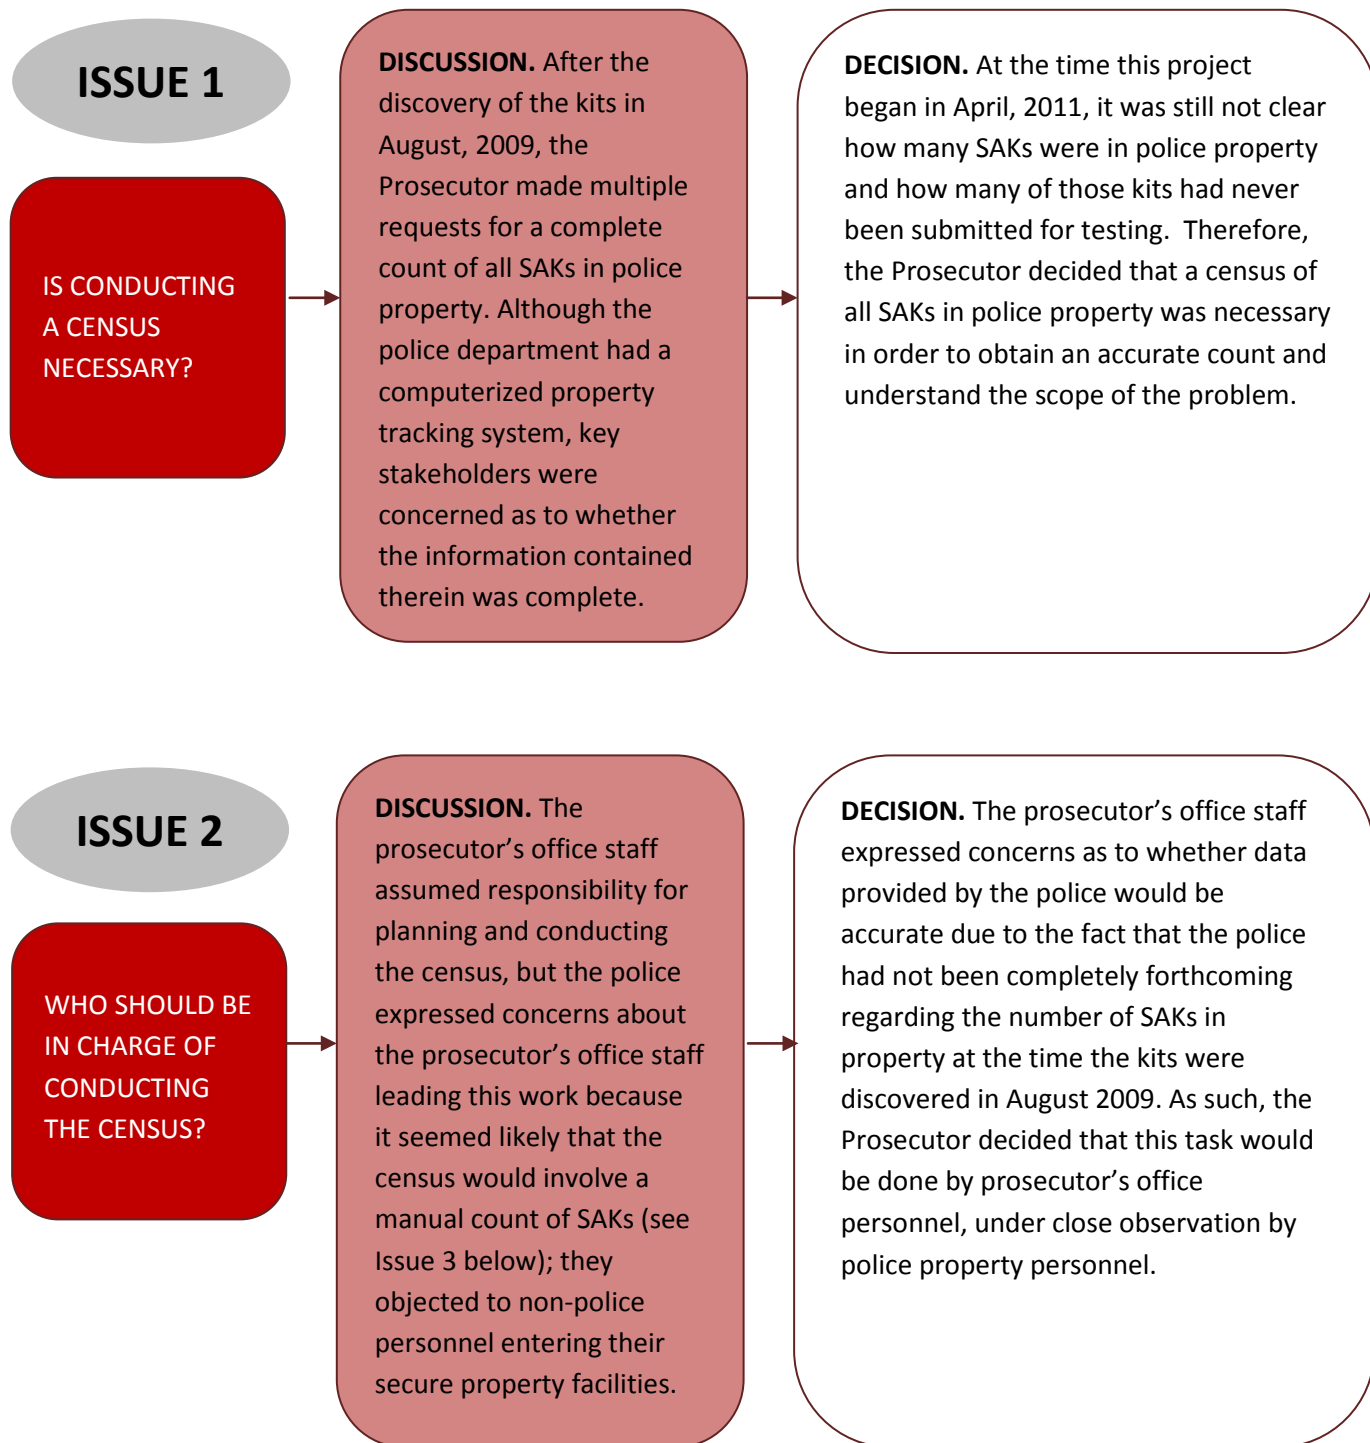 ISSUE 1
IS CONDUCTING
A CENSUS
NECESSARY?
DISCUSSION. After the
discovery of the kits in
August, 2009, the
Prosecutor made multiple
requests for a complete
count of all SAKs in police
property. Although the
police department had a
computerized property
tracking system, key
stakeholders were
concerned as to whether
the information contained
therein was complete.
DECISION. At the time this project
began in April, 2011, it was still not clear
how many SAKs were in police property
and how many of those kits had never
been submitted for testing.  Therefore,
the Prosecutor decided that a census of
all SAKs in police property was necessary
in order to obtain an accurate count and
understand the scope of the problem.
ISSUE 2
WHO SHOULD BE
IN CHARGE OF
CONDUCTING
THE CENSUS?
DISCUSSION. The
prosecutor’s office staff
assumed responsibility for
planning and conducting
the census, but the police
expressed concerns about
the prosecutor’s office staff
leading this work because
it seemed likely that the
census would involve a
manual count of SAKs (see
Issue 3 below); they
objected to non-police
personnel entering their
secure property facilities.
DECISION. The prosecutor’s office staff
expressed concerns as to whether data
provided by the police would be
accurate due to the fact that the police
had not been completely forthcoming
regarding the number of SAKs in
property at the time the kits were
discovered in August 2009. As such, the
Prosecutor decided that this task would
be done by prosecutor’s office
personnel, under close observation by
police property personnel.